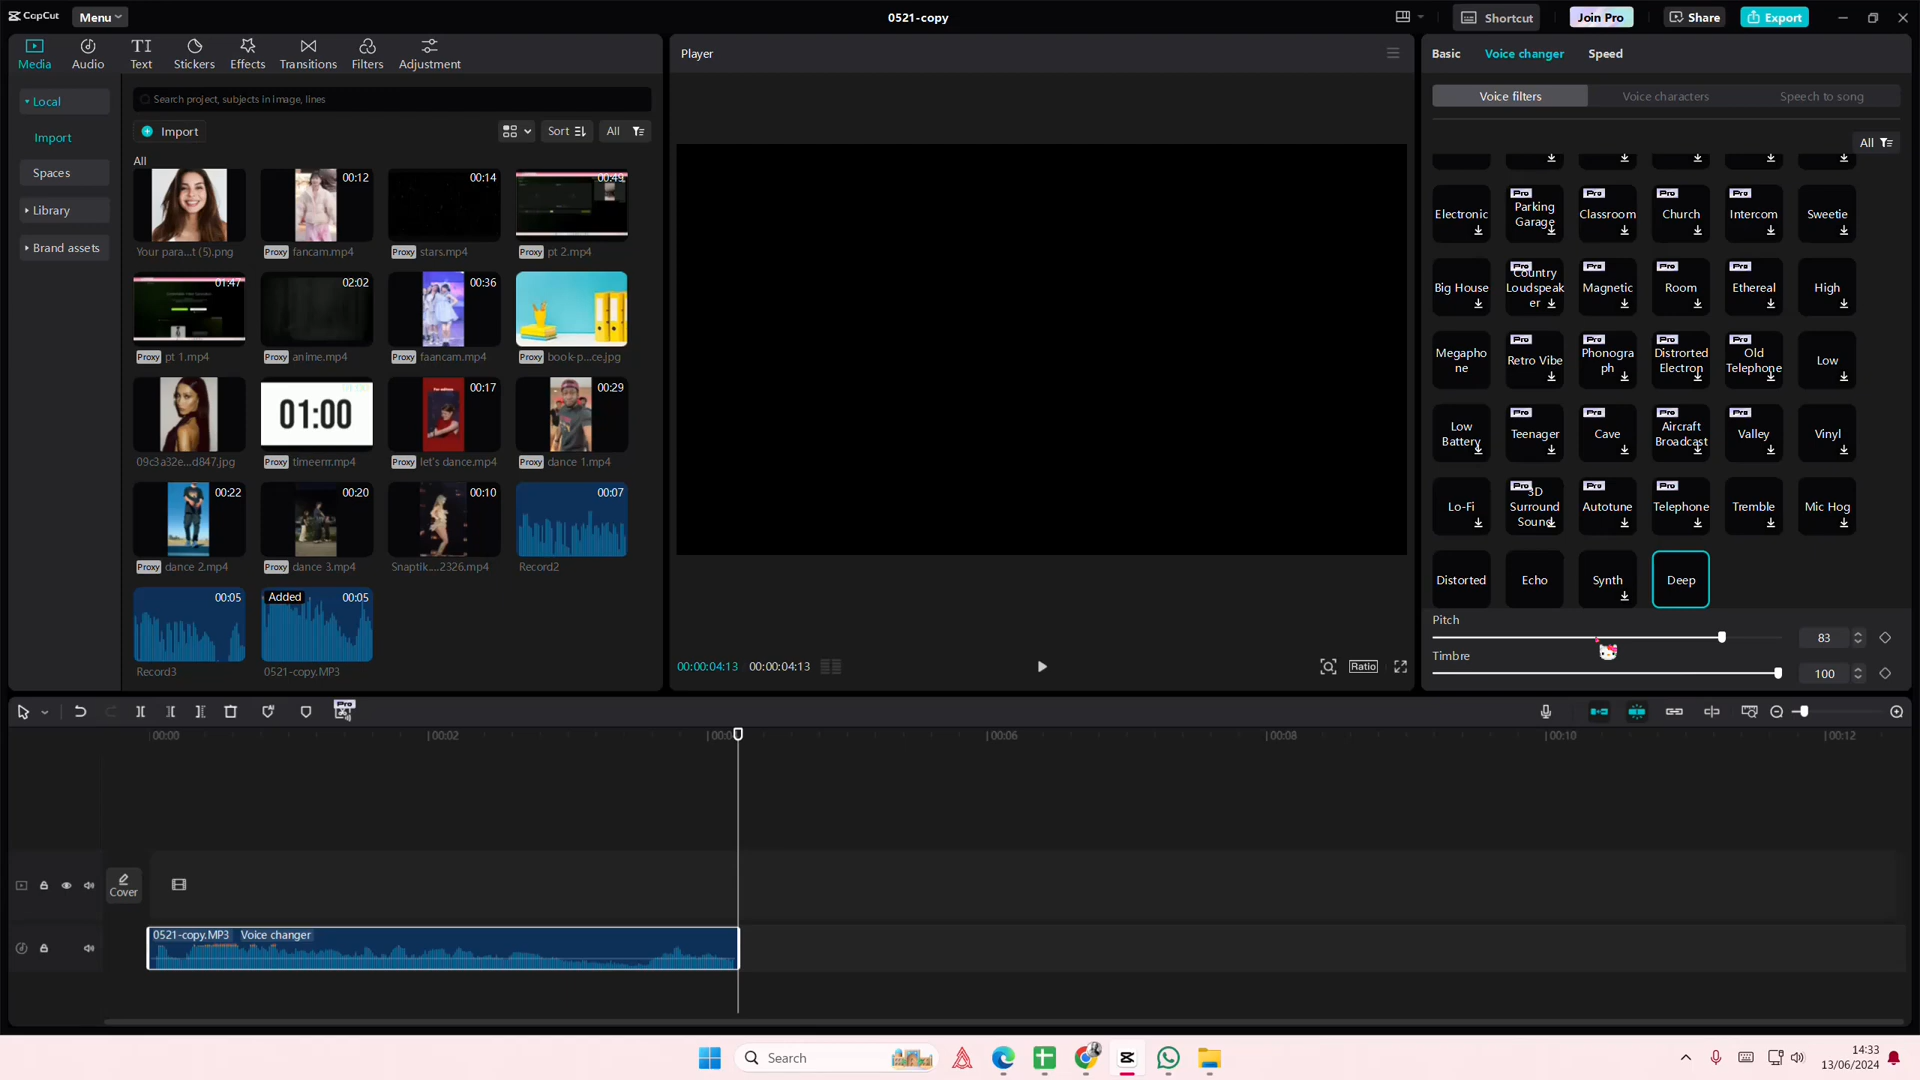 CapCut
Menu
0521-copy
Shortcut
Join Pro
Share
Export
Media
Audio
Text
Stickers
Effects
Transitions
Filters
Adjustment
Local
Import
Spaces
Library
Brand assets
Search project, subjects in image, lines
Import
Sort
All
All
00:12
00:14
00:49
Your para...t (5).png
Proxy fancam.mp4
Proxy stars.mp4
Proxy pt 2.mp4
01:47
02:02
00:36
Proxy pt 1.mp4
Proxy anime.mp4
Proxy faancam.mp4
Proxy book-p...ce.jpg
01:00
00:17
00:29
09c3a32e...d847.jpg
Proxy timeerrr.mp4
Proxy let's dance.mp4
Proxy dance 1.mp4
00:22
00:20
00:10
00:07
Proxy dance 2.mp4
Proxy dance 3.mp4
Snaptik....2326.mp4
Record2
00:05
Added 00:05
Record3
0521-copy.MP3
Player
00:00:04:13
00:00:04:13
Ratio
Basic
Voice changer
Speed
Voice filters
Voice characters
Speech to song
All
Electronic
Pro Parking Garage
Pro Classroom
Pro Church
Pro Intercom
Sweetie
Big House
Pro Country Loudspeaker
Pro Magnetic
Pro Room
Pro Ethereal
High
Megaphone
Pro Retro Vibe
Pro Phonograph
Pro Distrorted Electron
Pro Old Telephone
Low
Low Battery
Pro Teenager
Pro Cave
Pro Aircraft Broadcast
Pro Valley
Vinyl
Lo-Fi
Pro 3D Surround Sound
Pro Autotune
Pro Telephone
Tremble
Mic Hog
Distorted
Echo
Synth
Deep
Pitch
83
Timbre
100
Pro
00:00
00:02
00:06
00:08
00:10
00:12
Cover
0521-copy.MP3 Voice changer
Search
14:33
13/06/2024